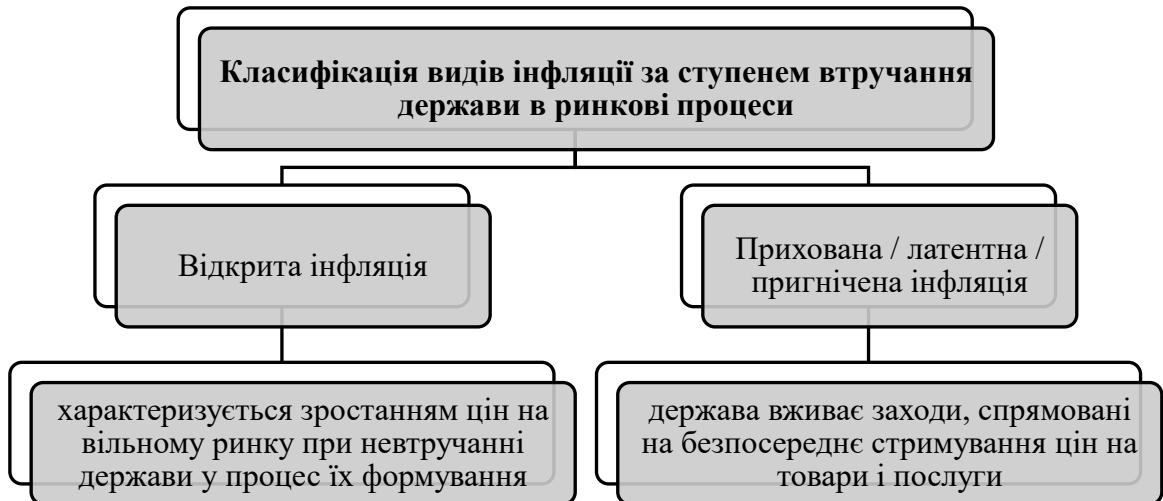 Класифікація видів інфляції за ступенем втручання
держави в ринкові процеси
Відкрита інфляція
Прихована / латентна /
пригнічена інфляція
характеризується зростанням цін на
вільному ринку при невтручанні
держави у процес їх формування
держава вживає заходи, спрямовані
на безпосереднє стримування цін на
товари і послуги